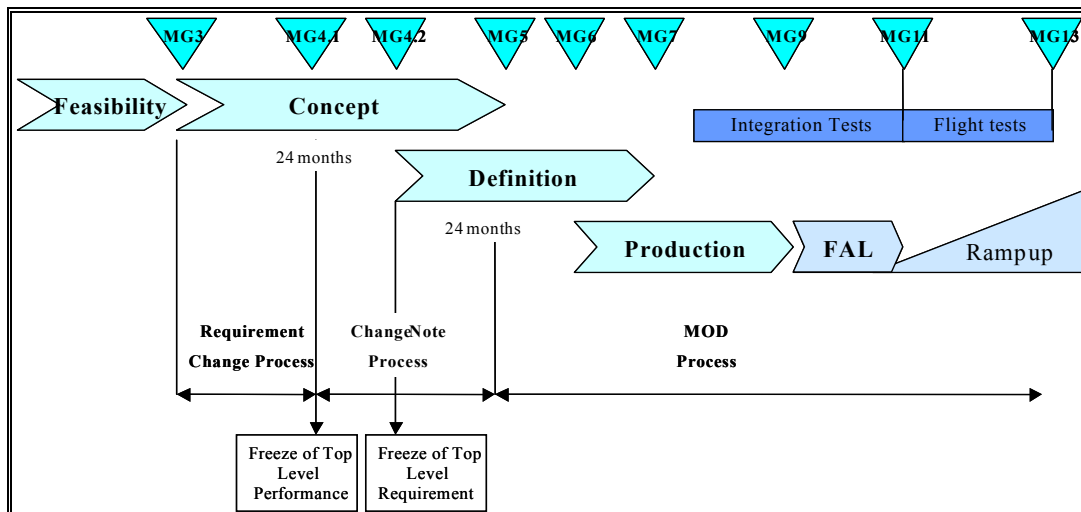 MG3 MG4.1 MG4.2 MG5 MG6 MG7 MG9 MG11 MG13
Feasibility Concept
Integration Tests Flight tests
24 months
Definition
24 months
Production FAL Rampup
Requirement
Change Process
ChangeNote
Process
MOD
Process
Freeze of Top
Level
Performance
Freeze of Top
Level
Requirement